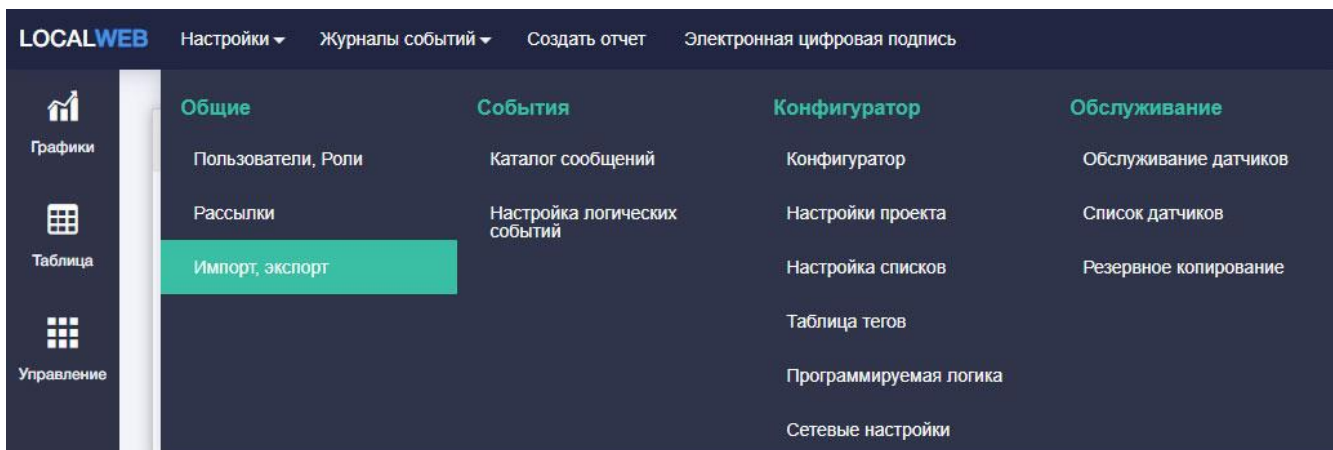 LOCALWEB Настройки Журналы событий Создать отчет Электронная цифровая подпись
Графики
Таблица
Управление
Общие
Пользователи, Роли
Рассылки
Импорт, экспорт
События
Каталог сообщений
Настройка логических
событий
Конфигуратор
Конфигуратор
Настройки проекта
Настройка списков
Таблица тегов
Программируемая логика
Сетевые настройки
Обслуживание
Обслуживание датчиков
Список датчиков
Резервное копирование